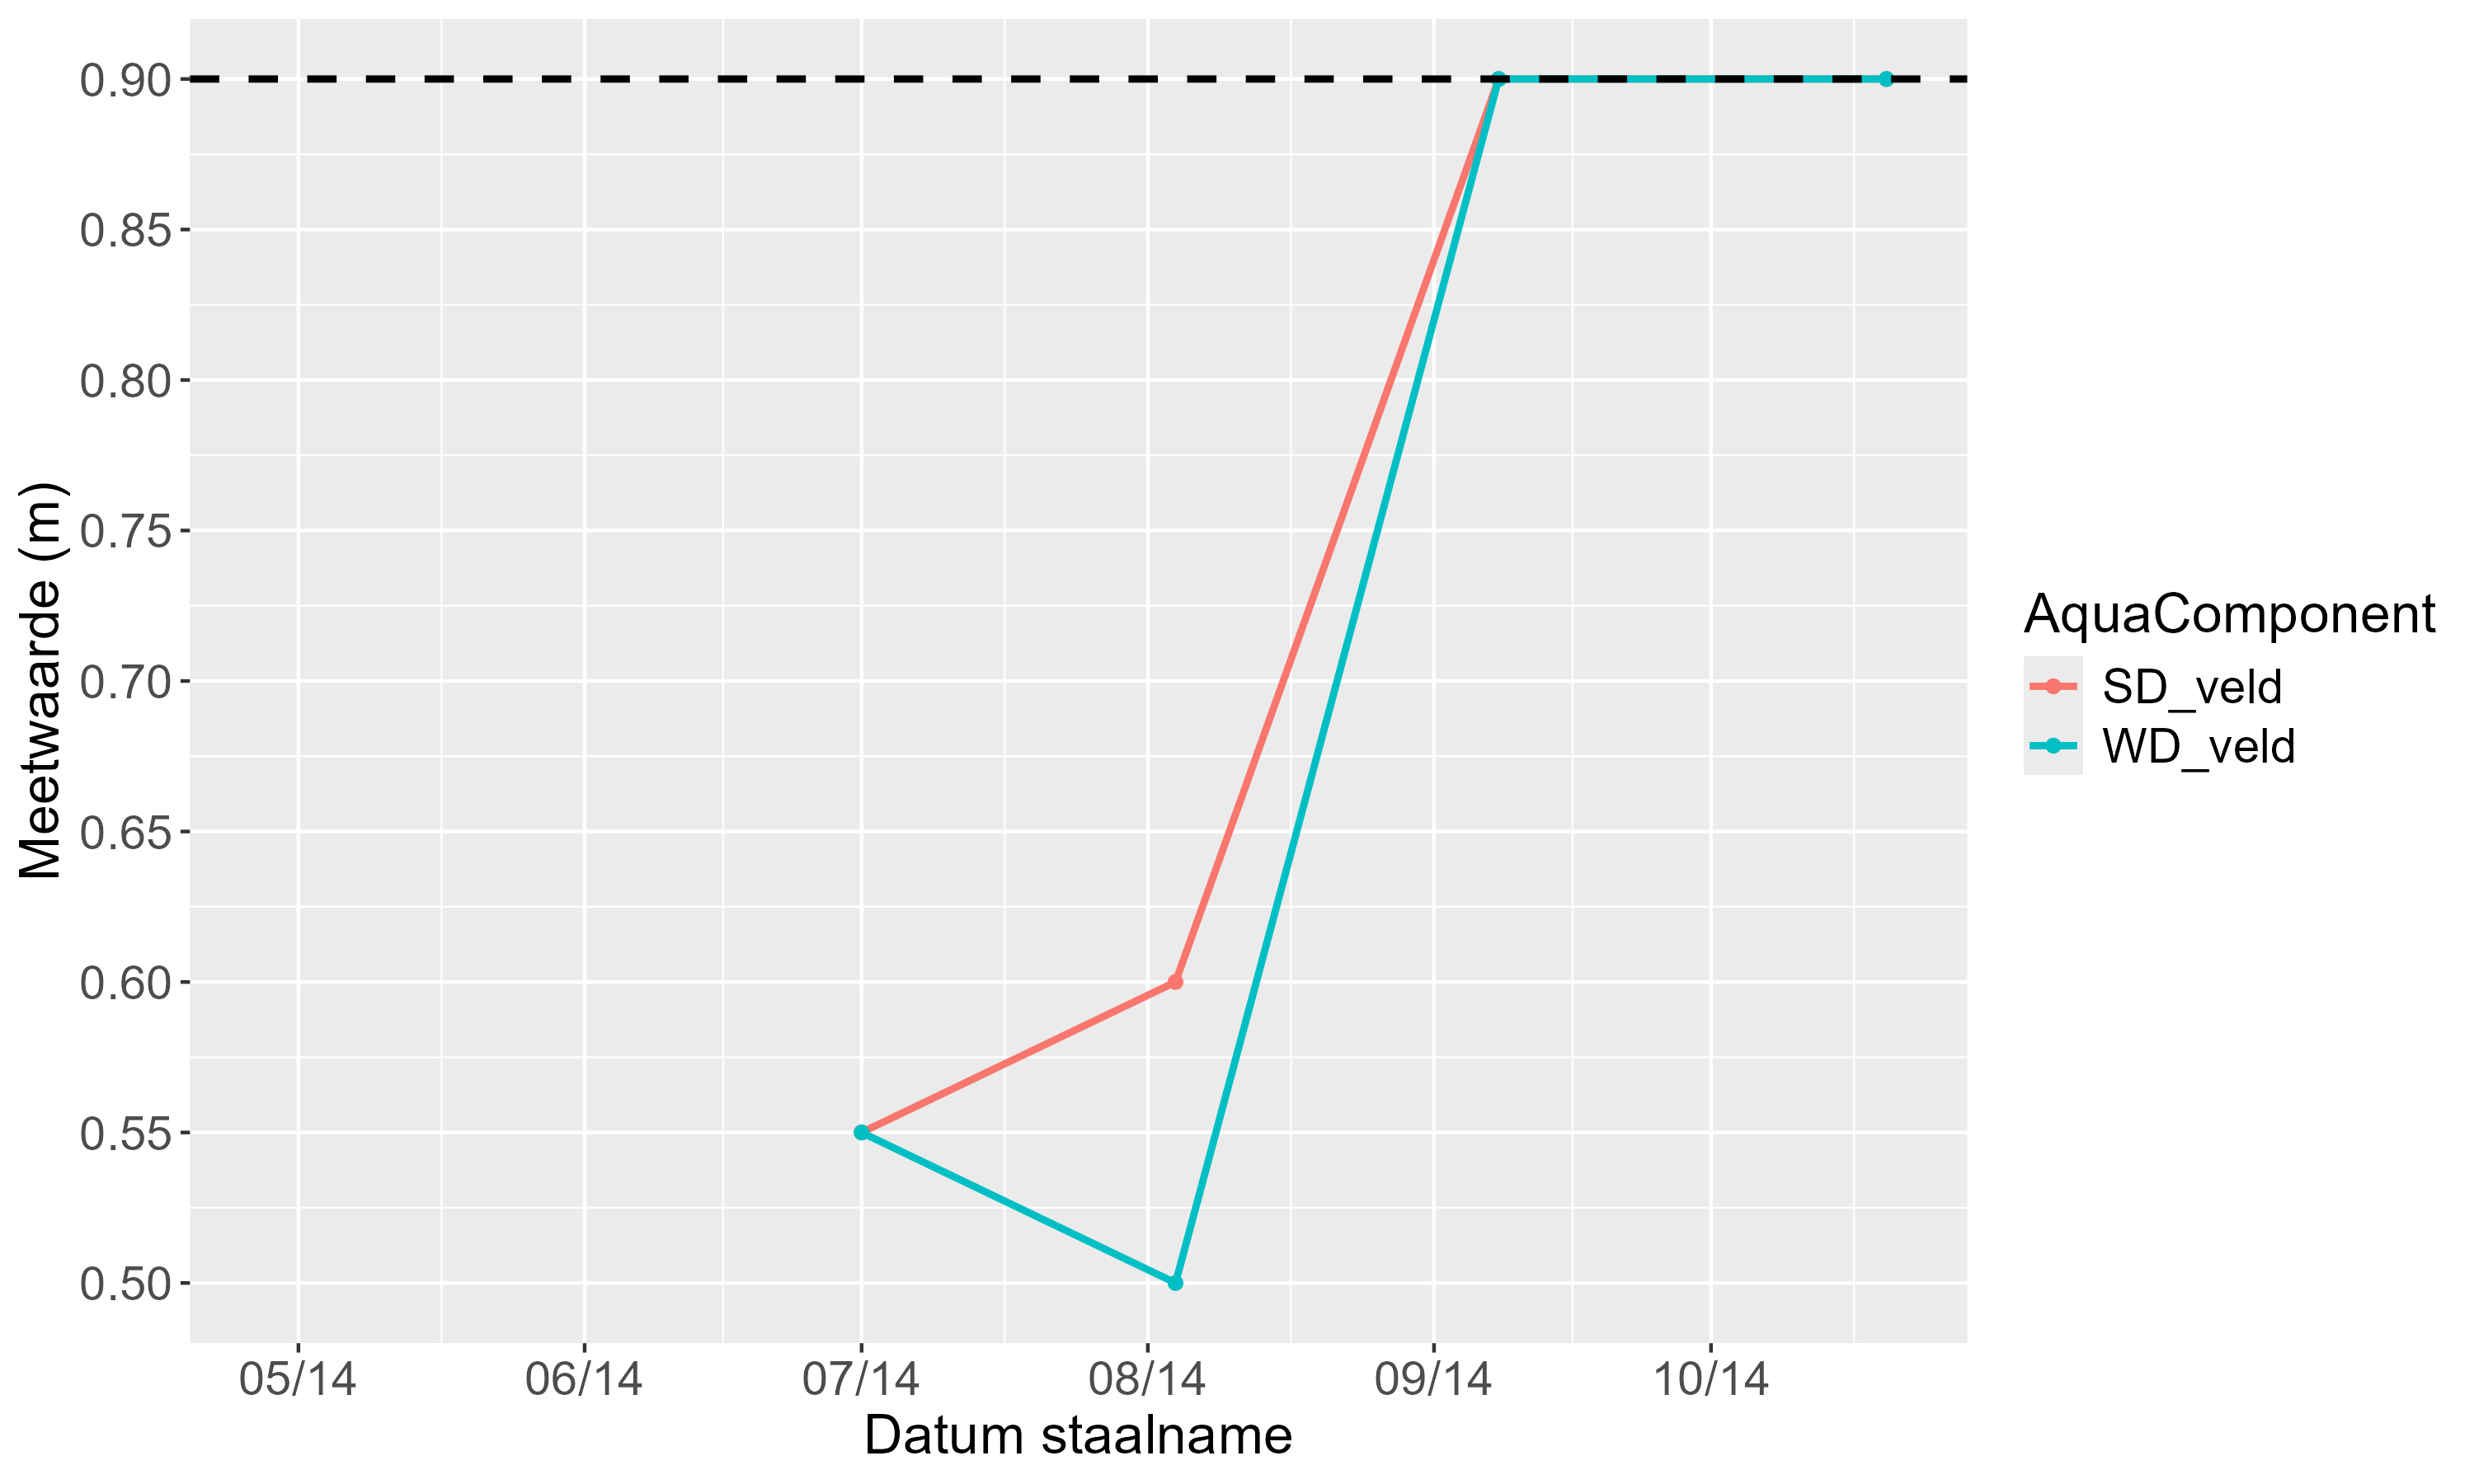 0.90
0.85
0.80
0.75
0.70
0.65
0.60
0.55
0.50
Meetwaarde (m)
05/14 06/14 07/14 08/14 09/14 10/14
Datum staalname
AquaComponent
SD_veld
WD_veld